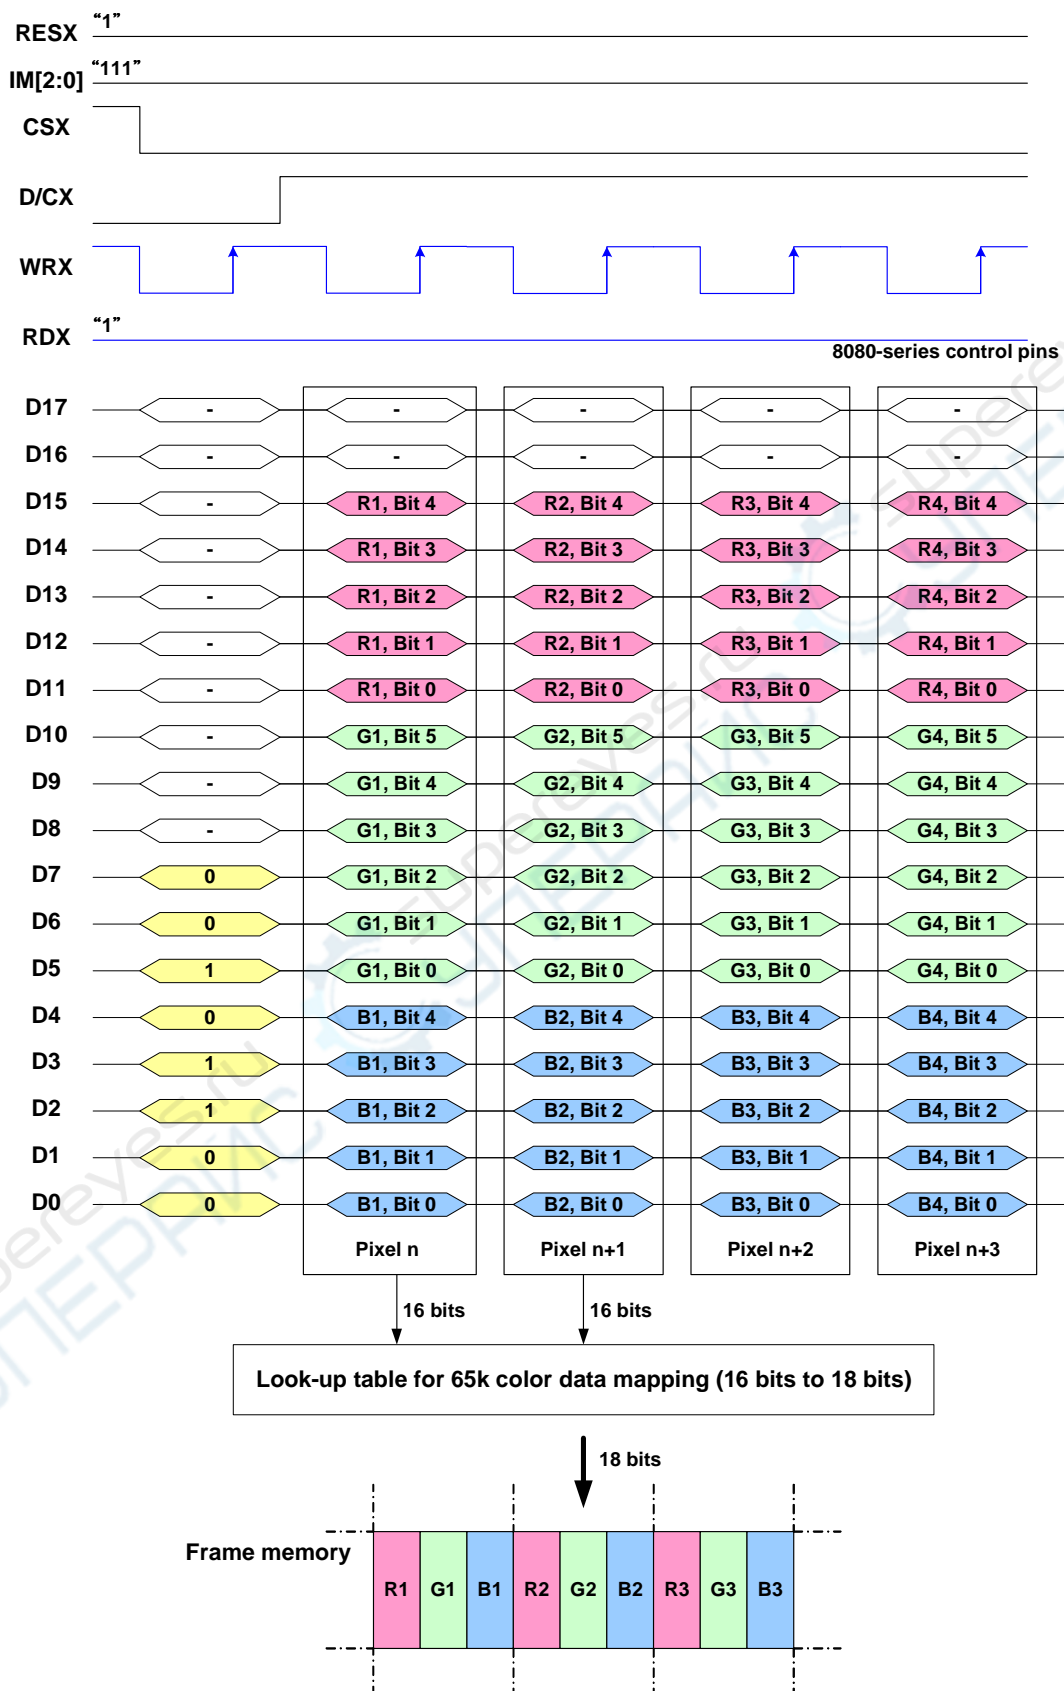 RESX "1"
IM[2:0] "111"
CSX
D/CX
WRX
RDX "1"
8080-series control pins
D17 - - - - -
D16 - - - - -
D15 - R1, Bit 4 R2, Bit 4 R3, Bit 4 R4, Bit 4
D14 - R1, Bit 3 R2, Bit 3 R3, Bit 3 R4, Bit 3
D13 - R1, Bit 2 R2, Bit 2 R3, Bit 2 R4, Bit 2
D12 - R1, Bit 1 R2, Bit 1 R3, Bit 1 R4, Bit 1
D11 - R1, Bit 0 R2, Bit 0 R3, Bit 0 R4, Bit 0
D10 - G1, Bit 5 G2, Bit 5 G3, Bit 5 G4, Bit 5
D9 - G1, Bit 4 G2, Bit 4 G3, Bit 4 G4, Bit 4
D8 - G1, Bit 3 G2, Bit 3 G3, Bit 3 G4, Bit 3
D7 0 G1, Bit 2 G2, Bit 2 G3, Bit 2 G4, Bit 2
D6 0 G1, Bit 1 G2, Bit 1 G3, Bit 1 G4, Bit 1
D5 1 G1, Bit 0 G2, Bit 0 G3, Bit 0 G4, Bit 0
D4 0 B1, Bit 4 B2, Bit 4 B3, Bit 4 B4, Bit 4
D3 1 B1, Bit 3 B2, Bit 3 B3, Bit 3 B4, Bit 3
D2 1 B1, Bit 2 B2, Bit 2 B3, Bit 2 B4, Bit 2
D1 0 B1, Bit 1 B2, Bit 1 B3, Bit 1 B4, Bit 1
D0 0 B1, Bit 0 B2, Bit 0 B3, Bit 0 B4, Bit 0
Pixel n Pixel n+1 Pixel n+2 Pixel n+3
16 bits 16 bits
Look-up table for 65k color data mapping (16 bits to 18 bits)
18 bits
Frame memory
R1 G1 B1 R2 G2 B2 R3 G3 B3
supereyes.ru
СУПЕРАЙС